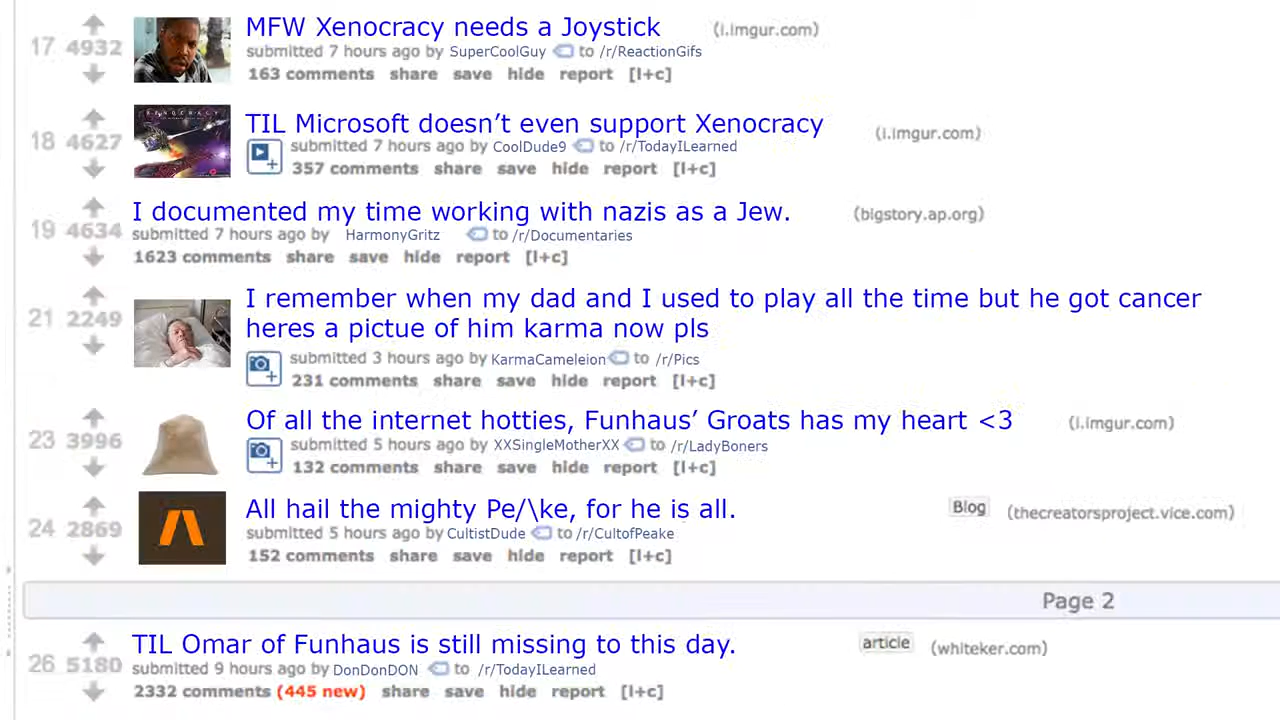 MFW Xenocracy needs a Joystick (i.imgur.com)
17 4932 submitted 7 hours ago by SuperCoolGuy to /r/ReactionGifs
163 comments share save hide report [l+c]
XENOCRACY
TIL Microsoft doesn’t even support Xenocracy (i.imgur.com)
18 4627 submitted 7 hours ago by CoolDude9 to /r/TodayILearned
357 comments share save hide report [l+c]
I documented my time working with nazis as a Jew. (bigstory.ap.org)
19 4634 submitted 7 hours ago by HarmonyGritz to /r/Documentaries
1623 comments share save hide report [l+c]
I remember when my dad and I used to play all the time but he got cancer
21 2249 heres a pictue of him karma now pls
submitted 3 hours ago by KarmaCameleion to /r/Pics
231 comments share save hide report [l+c]
Of all the internet hotties, Funhaus’ Groats has my heart <3 (i.imgur.com)
23 3996 submitted 5 hours ago by XXSingleMotherXX to /r/LadyBoners
132 comments share save hide report [l+c]
All hail the mighty Pe/\ke, for he is all. Blog (thecreatorsproject.vice.com)
24 2869 submitted 5 hours ago by CultistDude to /r/CultofPeake
152 comments share save hide report [l+c]
Page 2
TIL Omar of Funhaus is still missing to this day. article (whiteker.com)
26 5180 submitted 9 hours ago by DonDonDON to /r/TodayILearned
2332 comments (445 new) share save hide report [l+c]